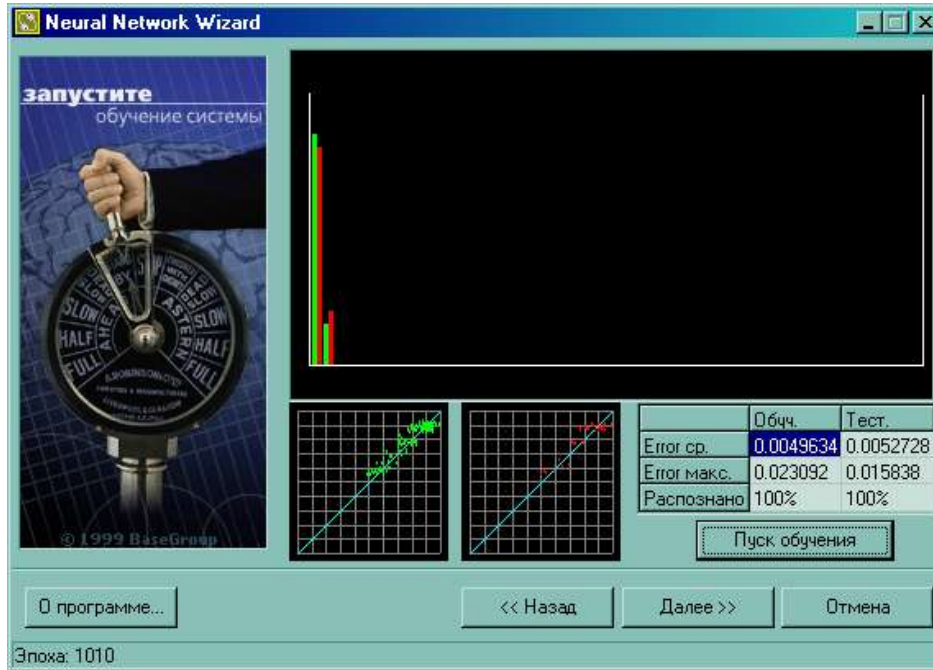 Neural Network Wizard
запустите
обучение системы
STOP
SLOW
HALF
FULL
AHEAD
ASTERN
SLOW
HALF
FULL
© 1999 BaseGroup
Обуч. Тест.
Error ср. 0.0049634 0.0052728
Error макс. 0.023092 0.015838
Распознано 100% 100%
Пуск обучения
О программе...
<< Назад
Далее >>
Отмена
Эпоха: 1010